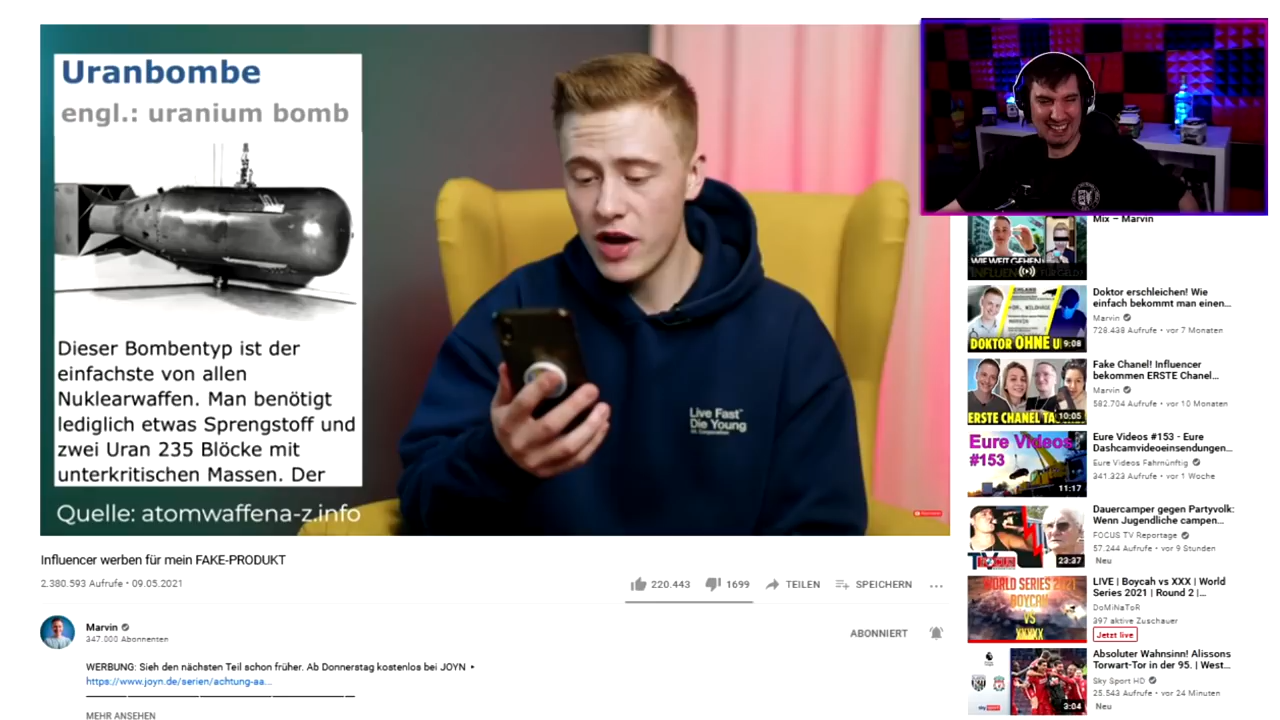 Uranbombe
engl.: uranium bomb
Dieser Bombentyp ist der
einfachste von allen
Nuklearwaffen. Man benötigt
lediglich etwas Sprengstoff und
zwei Uran 235 Blöcke mit
unterkritischen Massen. Der
Quelle: atomwaffena-z.info
Live Fast
Die Young
Influencer werben für mein FAKE-PRODUKT
2.380.593 Aufrufe • 09.05.2021
220.443
1699
TEILEN
SPEICHERN
Marvin
347.000 Abonnenten
ABONNIERT
WERBUNG: Sieh den nächsten Teil schon früher. Ab Donnerstag kostenlos bei JOYN
https://www.joyn.de/serien/achtung-aa...
MEHR ANSEHEN
Mix – Marvin
WIE WEIT GEHEN
Doktor erschleichen! Wie
einfach bekommt man einen...
Marvin
728.438 Aufrufe • vor 7 Monaten
DOKTOR OHNE U
9:08
Fake Chanel! Influencer
bekommen ERSTE Chanel...
Marvin
582.704 Aufrufe • vor 10 Monaten
ERSTE CHANEL TA
10:05
Eure Videos #153 - Eure
Dashcamvideoeinsendungen...
Eure Videos Fahrnünftig
341.323 Aufrufe • vor 1 Woche
Eure Videos
#153
11:17
Dauercamper gegen Partyvolk:
Wenn Jugendliche campen...
FOCUS TV Reportage
57.244 Aufrufe • vor 9 Stunden
Neu
23:37
LIVE | Boycah vs XXX | World
Series 2021 | Round 2 |...
DoMiNaToR
397 aktive Zuschauer
Jetzt live
WORLD SERIES 2021
BOYCAH
VS
XXXXX
Absoluter Wahnsinn! Alissons
Torwart-Tor in der 95. | West...
Sky Sport HD
25.543 Aufrufe • vor 24 Minuten
Neu
sky sport
3:04